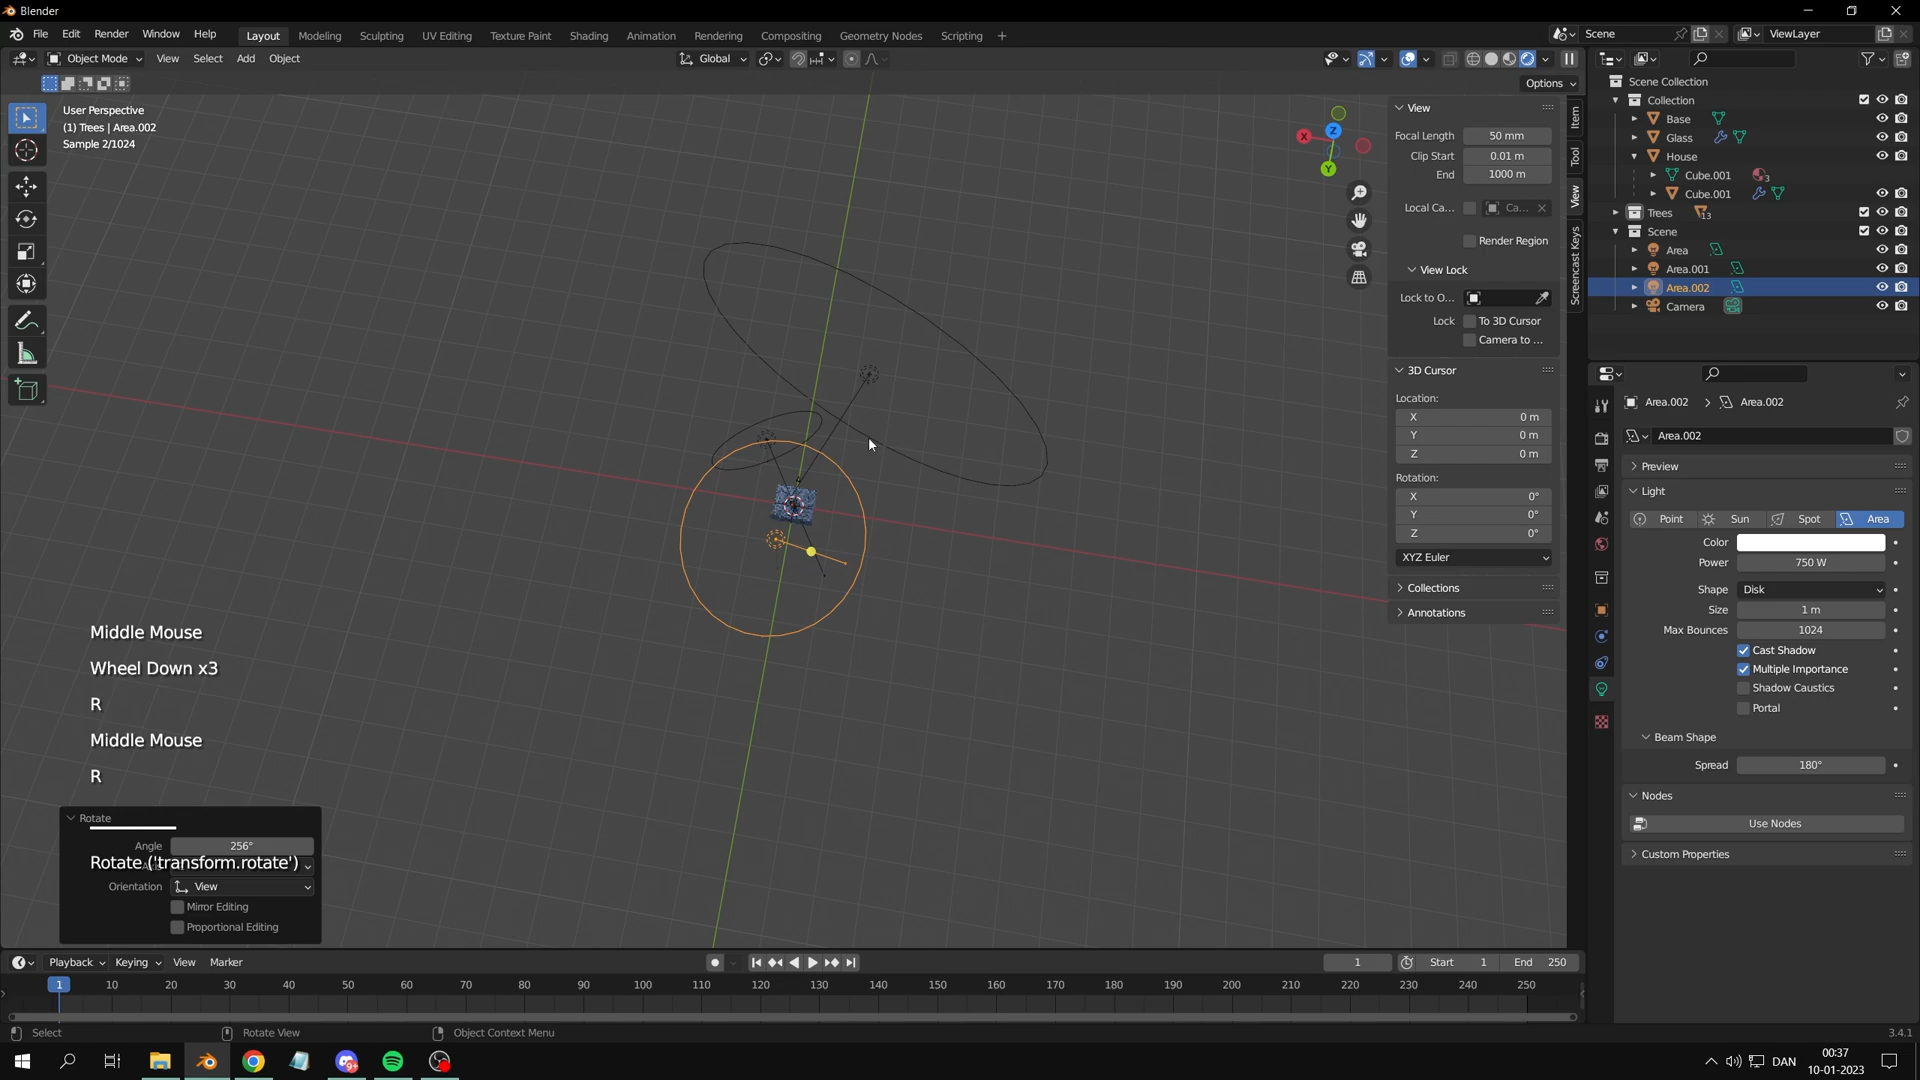 Blender
File Edit Render Window Help Layout Modeling Sculpting UV Editing Texture Paint Shading Animation Rendering Compositing Geometry Nodes Scripting + Scene ViewLayer
Object Mode View Select Add Object Global
Options
User Perspective
(1) Trees | Area.002
Sample 2/1024
X
Z
Y
View
Focal Length 50 mm
Clip Start 0.01 m
End 1000 m
Local Ca... Ca...
Render Region
View Lock
Lock to O...
Lock To 3D Cursor
Camera to ...
3D Cursor
Location:
X 0 m
Y 0 m
Z 0 m
Rotation:
X 0°
Y 0°
Z 0°
XYZ Euler
Collections
Annotations
Item
Tool
View
Screencast Keys
Scene Collection
Collection
Base
Glass
House
Cube.001 3
Cube.001
Trees 13
Scene
Area
Area.001
Area.002
Camera
Area.002 > Area.002
Area.002
Preview
Light
Point Sun Spot Area
Color
Power 750 W
Shape Disk
Size 1 m
Max Bounces 1024
Cast Shadow
Multiple Importance
Shadow Caustics
Portal
Beam Shape
Spread 180°
Nodes
Use Nodes
Custom Properties
Middle Mouse
Wheel Down x3
R
Middle Mouse
R
Rotate
Angle 256°
Rotate ('transform.rotate')
Orientation View
Mirror Editing
Proportional Editing
Playback Keying View Marker 1 Start 1 End 250
1 10 20 30 40 50 60 70 80 90 100 110 120 130 140 150 160 170 180 190 200 210 220 230 240 250
Select Rotate View Object Context Menu 3.4.1
DAN 00:37
10-01-2023